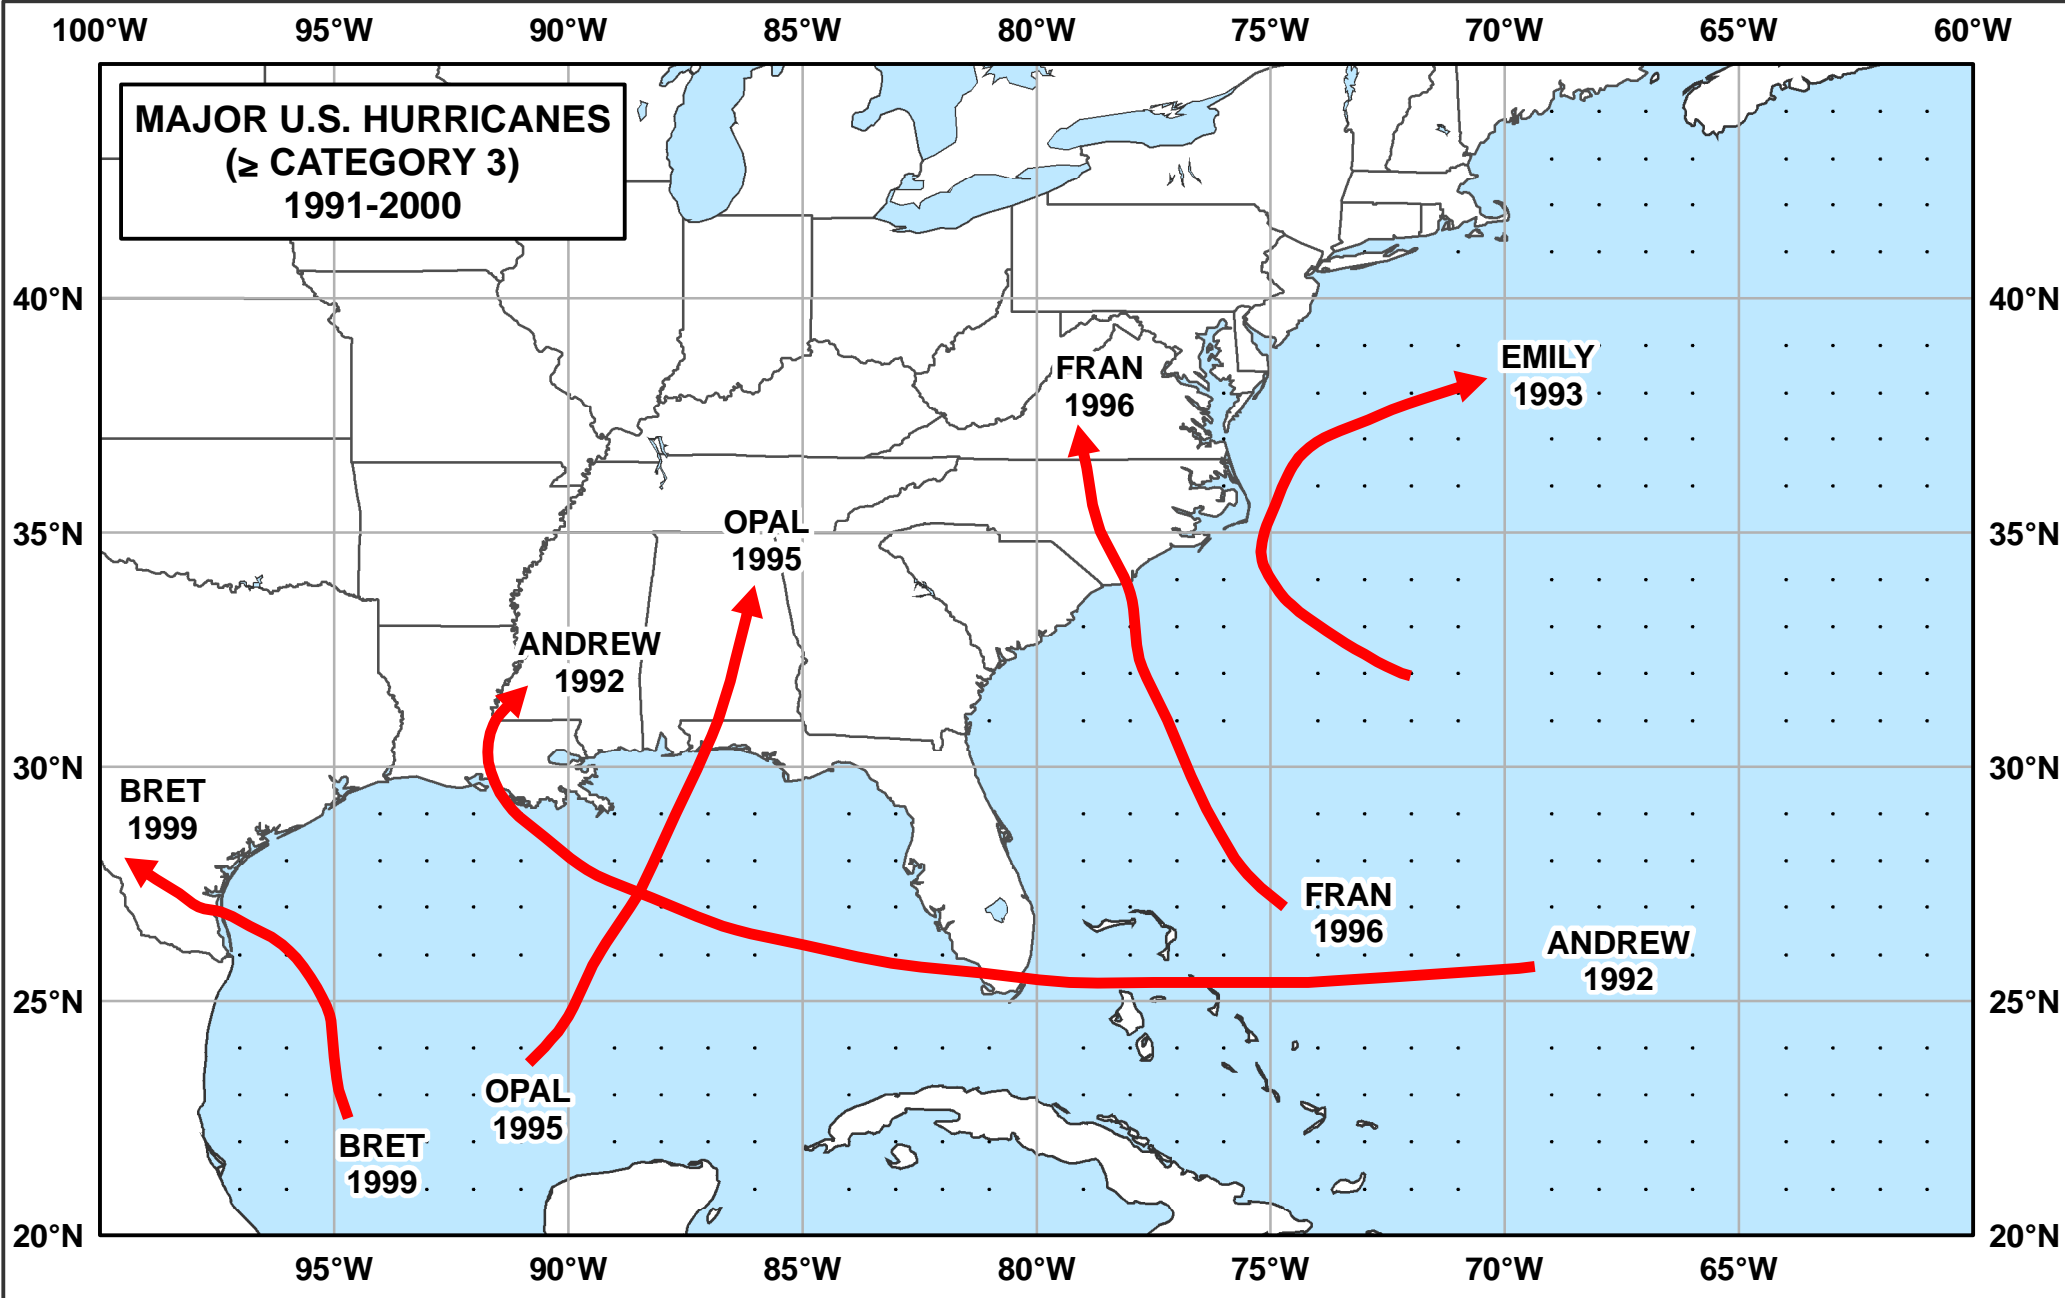 100°W 95°W 90°W 85°W 80°W 75°W 70°W 65°W 60°W
MAJOR U.S. HURRICANES
(≥ CATEGORY 3)
1991-2000
40°N 40°N
EMILY
1993
FRAN
1996
OPAL
1995
35°N 35°N
ANDREW
1992
30°N 30°N
BRET
1999
FRAN
1996
ANDREW
1992
25°N 25°N
OPAL
1995
BRET
1999
20°N 20°N
95°W 90°W 85°W 80°W 75°W 70°W 65°W